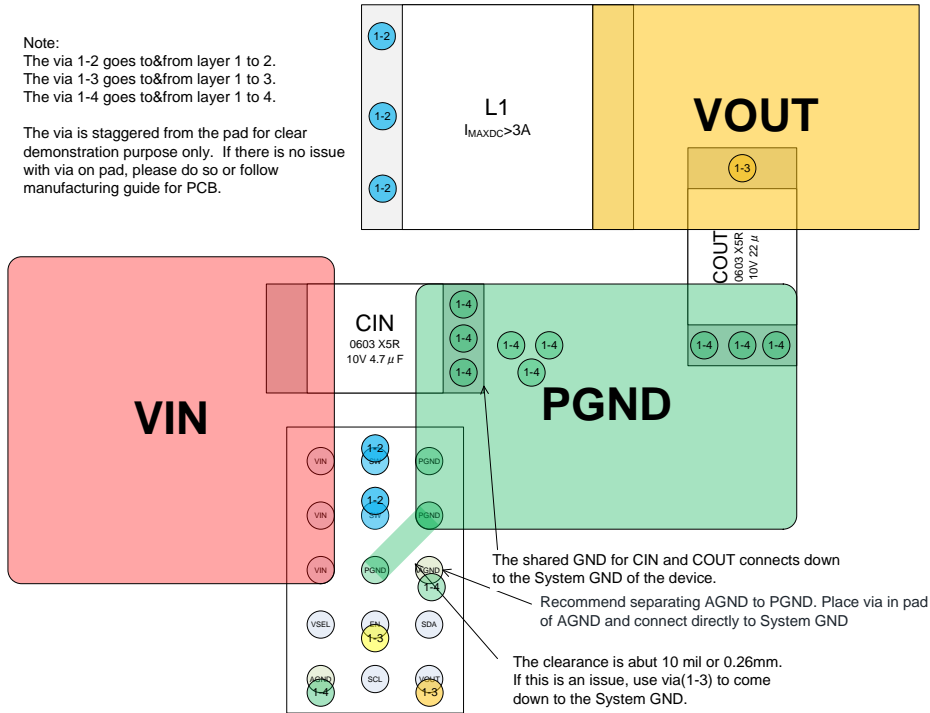 Note:
The via 1-2 goes to&from layer 1 to 2.
The via 1-3 goes to&from layer 1 to 3.
The via 1-4 goes to&from layer 1 to 4.
The via is staggered from the pad for clear
demonstration purpose only.  If there is no issue
with via on pad, please do so or follow
manufacturing guide for PCB.
1-2
1-2
1-2
L1
IMAXDC>3A
VOUT
1-3
COUT
0603 X5R
10V 22 μ
1-4 1-4 1-4
VIN
CIN
0603 X5R
10V 4.7 μ F
1-4
1-4
1-4
1-4 1-4
1-4
PGND
VIN
1-2
SW
PGND
VIN
1-2
SW
PGND
VIN
PGND
AGND
1-4
VSEL
EN
1-3
SDA
AGND
1-4
SCL
VOUT
1-3
The shared GND for CIN and COUT connects down
to the System GND of the device.
Recommend separating AGND to PGND. Place via in pad
of AGND and connect directly to System GND
The clearance is abut 10 mil or 0.26mm.
If this is an issue, use via(1-3) to come
down to the System GND.